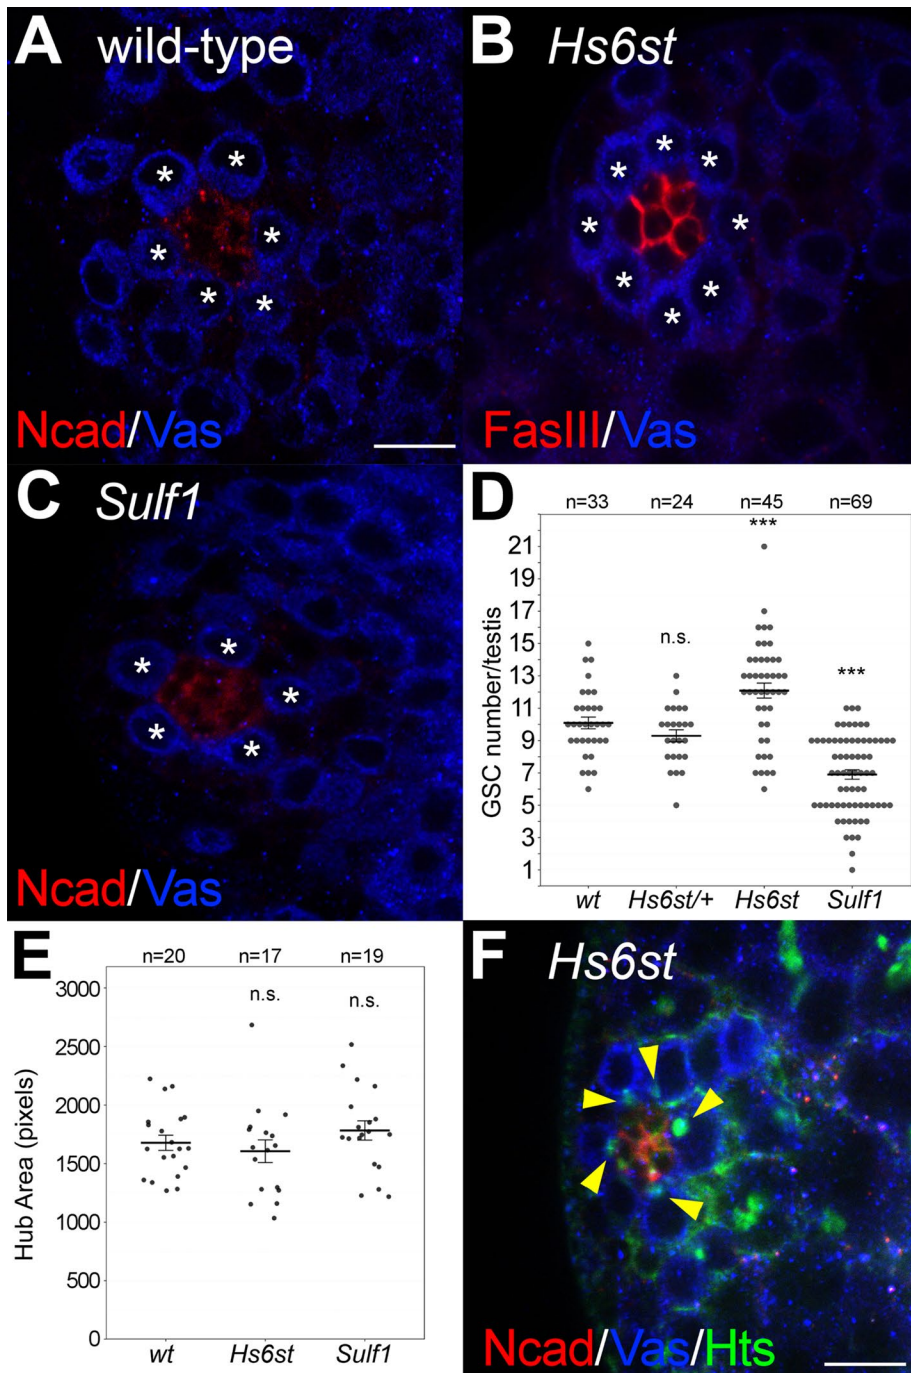 A wild-type
* * * * * *
Ncad/Vas
B Hs6st
* * * * * * * *
FasIII/Vas
C Sulf1
* * * * *
Ncad/Vas
D
n=33 n=24 n=45 n=69
***
n.s.
***
GSC number/testis
21
19
17
15
13
11
9
7
5
3
1
wt Hs6st/+ Hs6st Sulf1
E
n=20 n=17 n=19
n.s. n.s.
Hub Area (pixels)
3000
2500
2000
1500
1000
500
0
wt Hs6st Sulf1
F Hs6st
Ncad/Vas/Hts